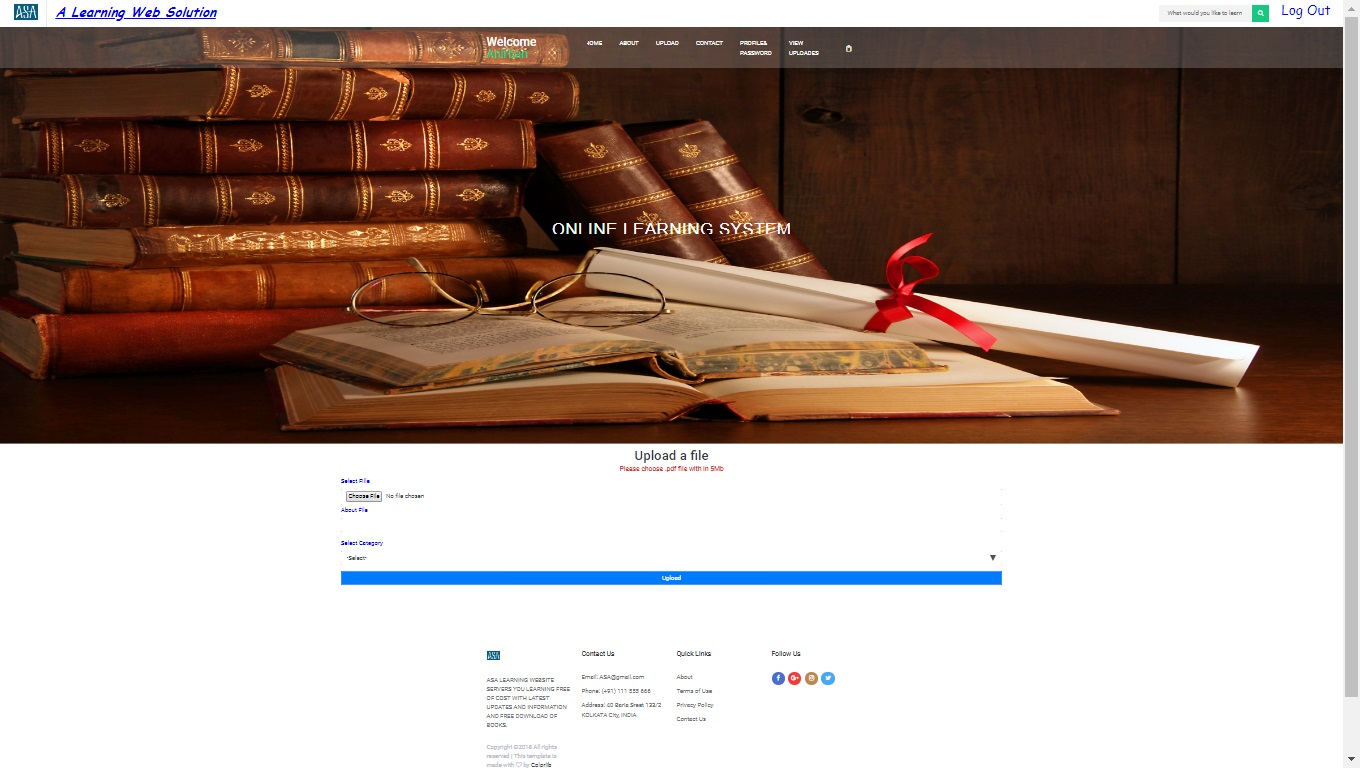 ASA
A Learning Web Solution
What would you like to learn
Log Out
Welcome
Anirban
HOME ABOUT UPLOAD CONTACT PROFILE& PASSWORD VIEW UPLOADES
ONLINE LEARNING SYSTEM
Upload a file
Please choose .pdf file with in 5Mb
Select File
Choose File No file chosen
About File
Select Category
-Select-
Upload
ASA
ASA LEARNING WEBSITE
SERVERS YOU LEARNING FREE
OF COST WITH LATEST
UPDATES AND INFORMATION
AND FREE DOWNLOAD OF
BOOKS.
Copyright ©2018 All rights
reserved | This template is
made with ♡ by Colorlib
Contact Us
Email: ASA@gmail.com
Phone: (+91) 111 555 666
Address: 40 Baria Sreet 133/2
KOLKATA City, INDIA
Quick Links
About
Terms of Use
Privacy Policy
Contact Us
Follow Us